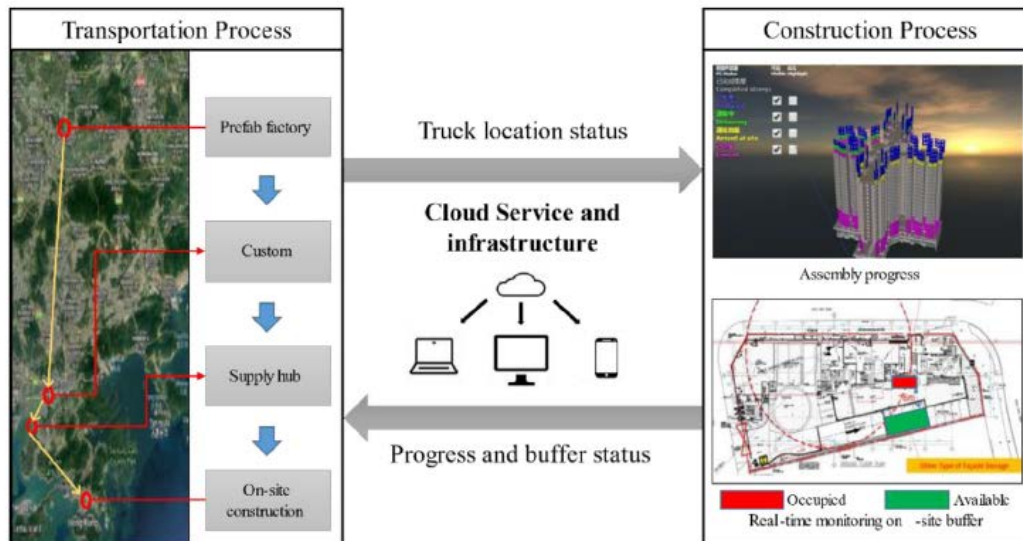 Transportation Process
Prefab factory
Custom
Supply hub
On-site
construction
Truck location status
Cloud Service and
infrastructure
Progress and buffer status
Construction Process
Assembly progress
Occupied
Available
Real-time monitoring on -site buffer